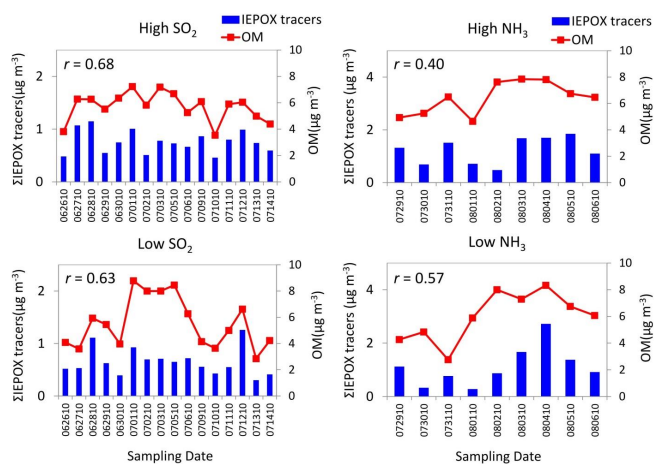 High SO₂
IEPOX tracers
OM
r = 0.68
ΣIEPOX tracers(µg m⁻³)
2
1
0
10
8
6
4
2
0
OM(µg m⁻³)
062610 062710 062810 062910 063010 070110 070210 070310 070510 070610 070910 071010 071110 071210 071310 071410
High NH₃
IEPOX tracers
OM
r = 0.40
ΣIEPOX tracers (µg m⁻³)
4
2
0
10
8
6
4
2
0
OM(µg m⁻³)
072910 073010 073110 080110 080210 080310 080410 080510 080610
Low SO₂
r = 0.63
ΣIEPOX tracers(µg m⁻³)
2
1
0
10
8
6
4
2
0
OM(µg m⁻³)
062610 062710 062810 062910 063010 070110 070210 070310 070510 070610 070910 071010 071110 071210 071310 071410
Sampling Date
Low NH₃
r = 0.57
ΣIEPOX tracers (µg m⁻³)
4
2
0
10
8
6
4
2
0
OM(µg m⁻³)
072910 073010 073110 080110 080210 080310 080410 080510 080610
Sampling Date